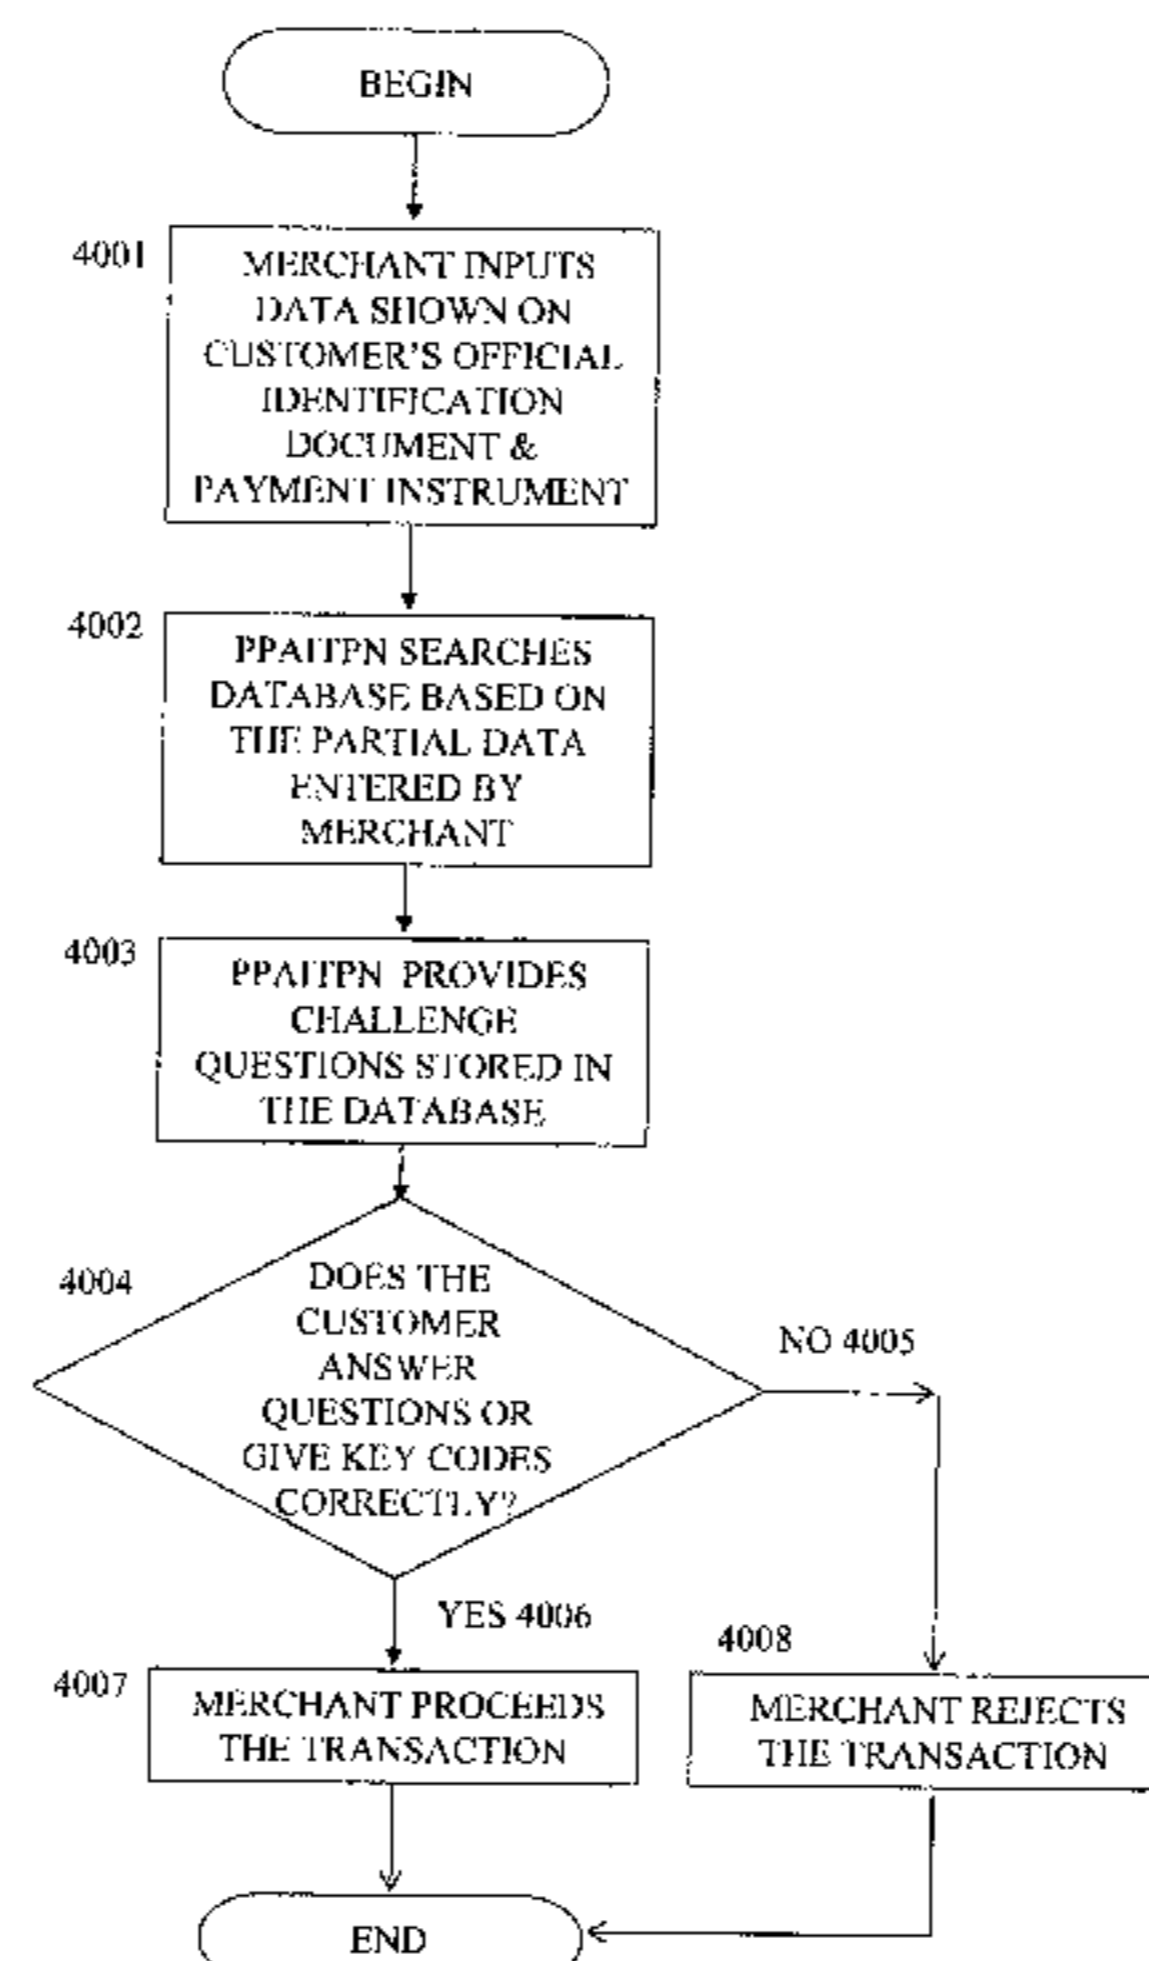 BEGIN
4001
MERCHANT INPUTS
DATA SHOWN ON
CUSTOMER'S OFFICIAL
IDENTIFICATION
DOCUMENT &
PAYMENT INSTRUMENT
4002
PPAITPN SEARCHES
DATABASE BASED ON
THE PARTIAL DATA
ENTERED BY
MERCHANT
4003
PPAITPN PROVIDES
CHALLENGE
QUESTIONS STORED IN
THE DATABASE
4004
DOES THE
CUSTOMER
ANSWER
QUESTIONS OR
GIVE KEY CODES
CORRECTLY?
NO 4005
YES 4006
4007
MERCHANT PROCEEDS
THE TRANSACTION
4008
MERCHANT REJECTS
THE TRANSACTION
END